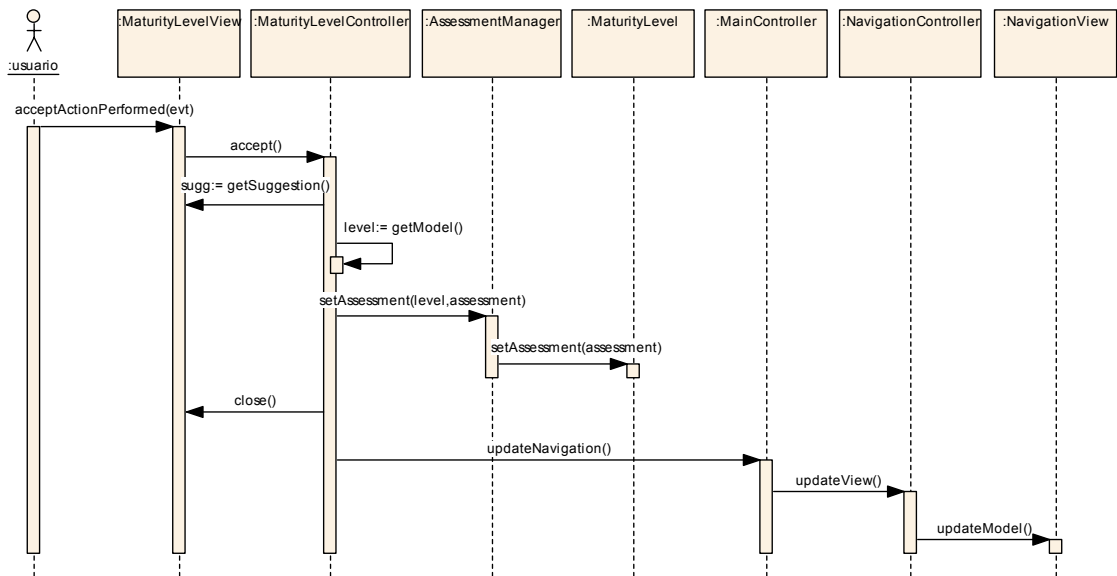 :usuario
:MaturityLevelView
:MaturityLevelController
:AssessmentManager
:MaturityLevel
:MainController
:NavigationController
:NavigationView
acceptActionPerformed(evt)
accept()
sugg:= getSuggestion()
level:= getModel()
setAssessment(level,assessment)
setAssessment(assessment)
close()
updateNavigation()
updateView()
updateModel()